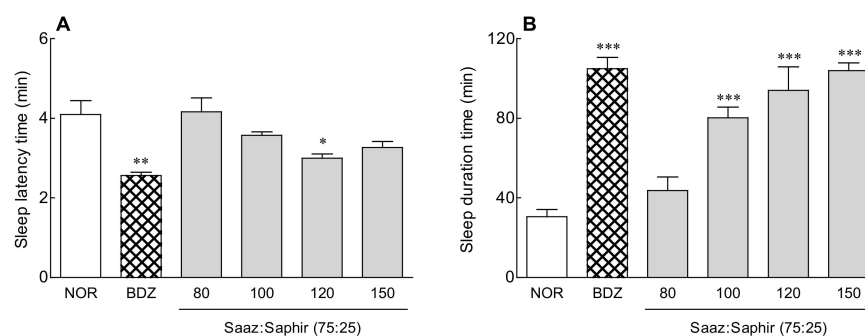 A
Sleep latency time (min)
6
4
2
0
**
*
NOR BDZ 80 100 120 150
Saaz:Saphir (75:25)
B
Sleep duration time (min)
120
80
40
0
***
***
***
***
NOR BDZ 80 100 120 150
Saaz:Saphir (75:25)